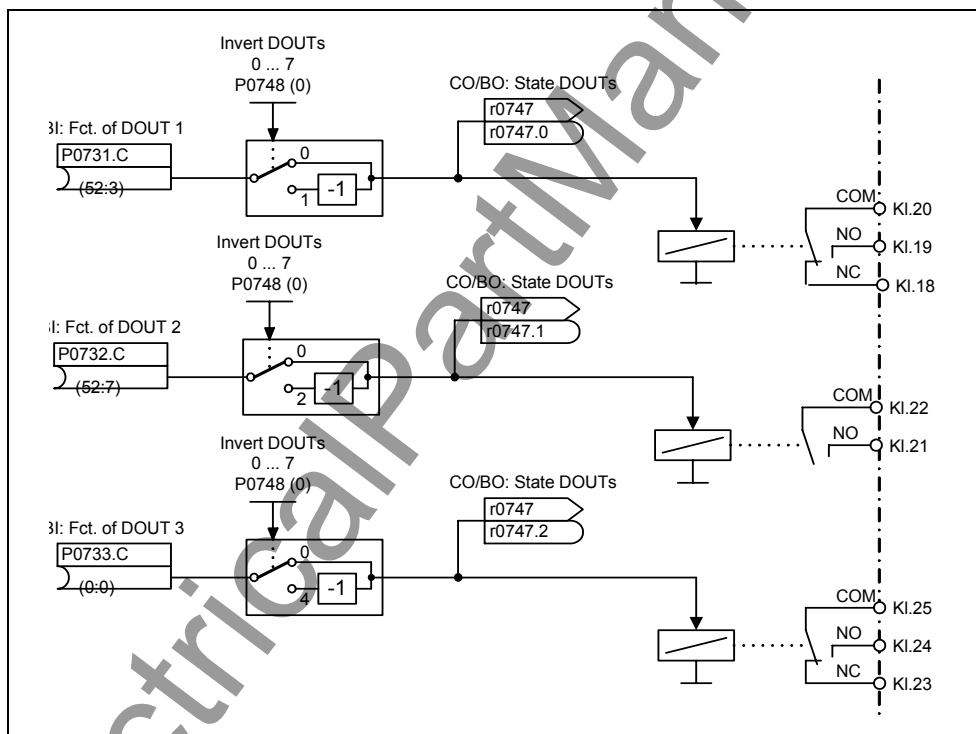 Invert DOUTs
0 ... 7
P0748 (0)
CO/BO: State DOUTs
r0747
r0747.0
BI: Fct. of DOUT 1
P0731.C
(52:3)
0
1
-1
COM
Kl.20
NO
Kl.19
NC
Kl.18
Invert DOUTs
0 ... 7
P0748 (0)
CO/BO: State DOUTs
r0747
r0747.1
BI: Fct. of DOUT 2
P0732.C
(52:7)
0
2
-1
COM
Kl.22
NO
Kl.21
Invert DOUTs
0 ... 7
P0748 (0)
CO/BO: State DOUTs
r0747
r0747.2
BI: Fct. of DOUT 3
P0733.C
(0:0)
0
4
-1
COM
Kl.25
NO
Kl.24
NC
Kl.23
ctricalPartMan